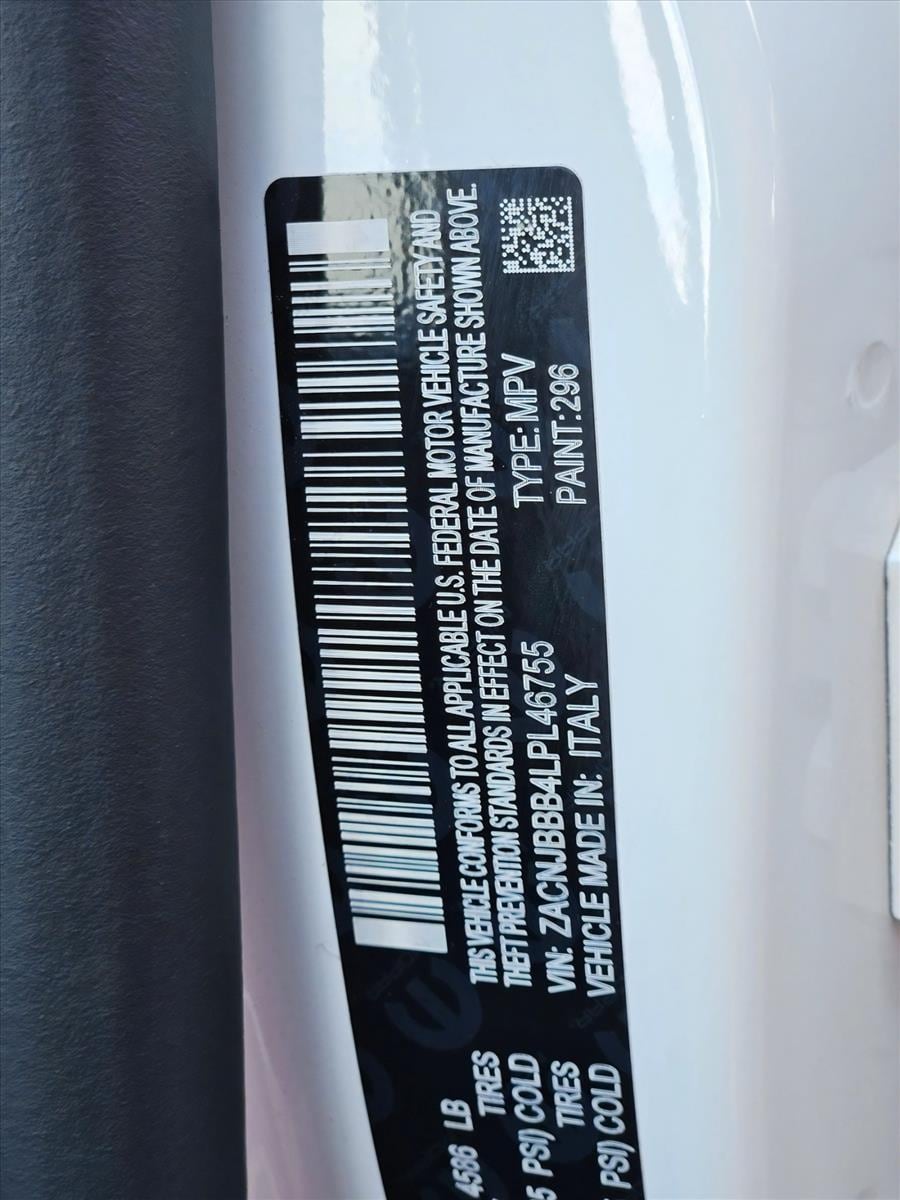 THIS VEHICLE CONFORMS TO ALL APPLICABLE U.S. FEDERAL MOTOR VEHICLE SAFETY AND
THEFT PREVENTION STANDARDS IN EFFECT ON THE DATE OF MANUFACTURE SHOWN ABOVE.
VIN: ZACNJBBB4LPL46755 TYPE: MPV
VEHICLE MADE IN: ITALY PAINT: 296
4586 LB
TIRES
5 PSI) COLD
TIRES
PSI) COLD